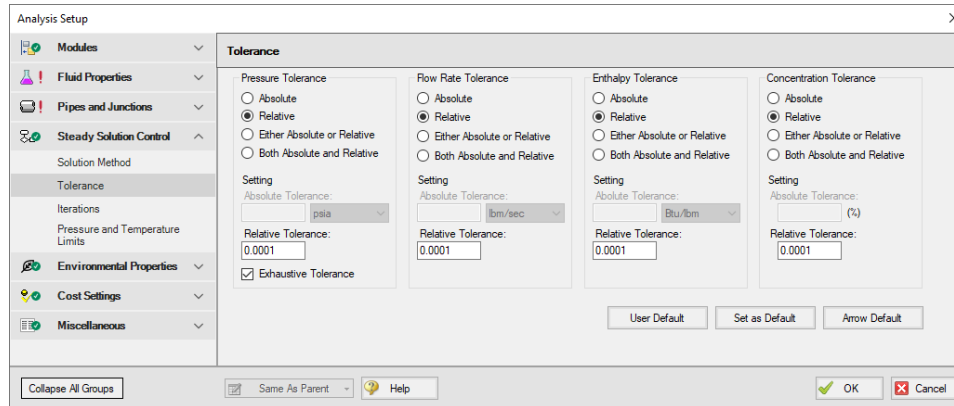 Analysis Setup
Modules
Fluid Properties
Pipes and Junctions
Steady Solution Control
Solution Method
Tolerance
Iterations
Pressure and Temperature
Limits
Environmental Properties
Cost Settings
Miscellaneous
Collapse All Groups
Tolerance
Pressure Tolerance
Absolute
Relative
Either Absolute or Relative
Both Absolute and Relative
Setting
Absolute Tolerance:
psia
Relative Tolerance:
0.0001
Exhaustive Tolerance
Flow Rate Tolerance
Absolute
Relative
Either Absolute or Relative
Both Absolute and Relative
Setting
Absolute Tolerance:
lbm/sec
Relative Tolerance:
0.0001
Enthalpy Tolerance
Absolute
Relative
Either Absolute or Relative
Both Absolute and Relative
Setting
Abolute Tolerance:
Btu/lbm
Relative Tolerance:
0.0001
Concentration Tolerance
Absolute
Relative
Either Absolute or Relative
Both Absolute and Relative
Setting
Absolute Tolerance:
(%)
Relative Tolerance:
0.0001
User Default
Set as Default
Arrow Default
Same As Parent
Help
OK
Cancel